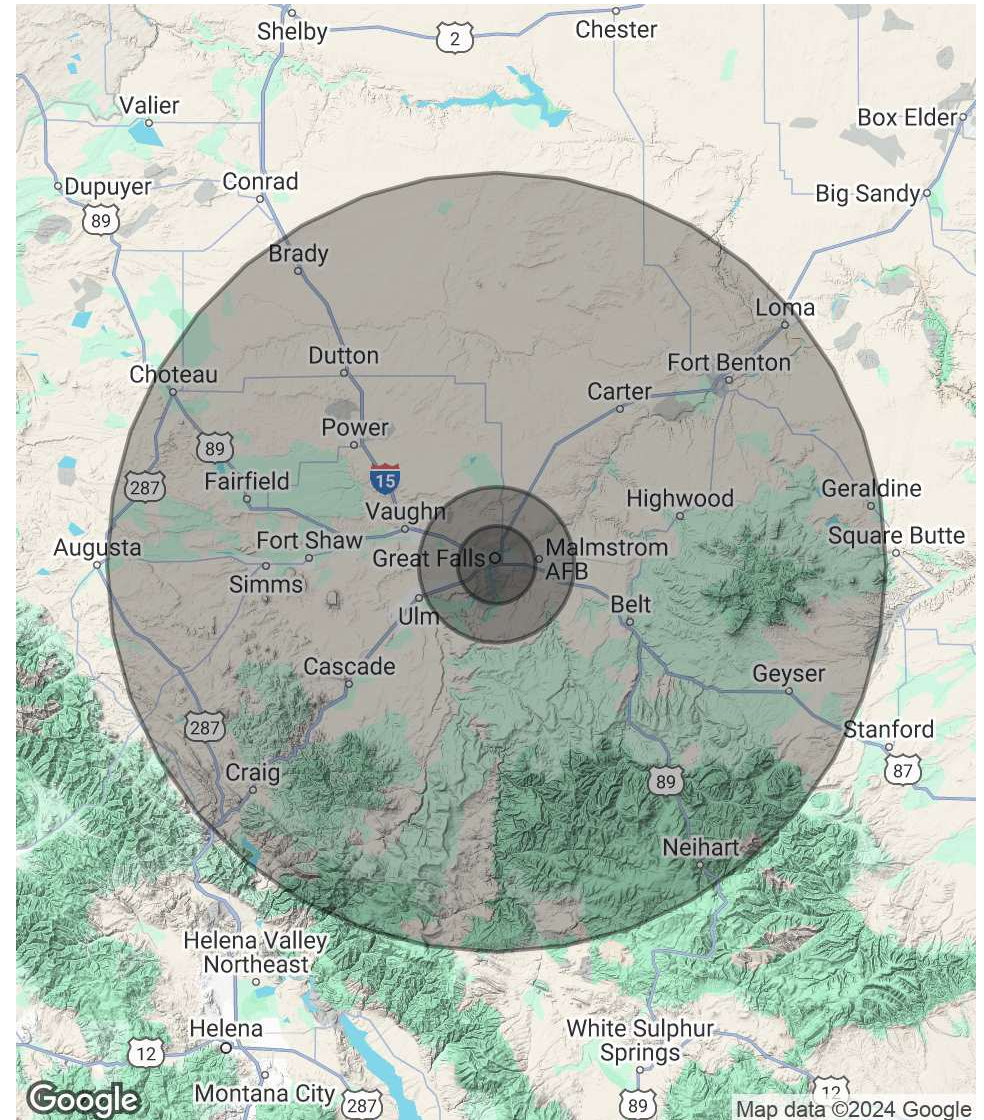 Shelby
2
Chester
Valier
Box Elder
Dupuyer
Conrad
Big Sandy
89
Brady
Loma
Dutton
Fort Benton
Choteau
Carter
Power
89
15
287
Fairfield
Highwood
Geraldine
Vaughn
Square Butte
Augusta
Fort Shaw
Great Falls
Malmstrom
AFB
Simms
Ulm
Belt
Cascade
Geyser
287
Stanford
Craig
89
87
Neihart
Helena Valley
Northeast
Helena
12
White Sulphur
Springs
Montana City
287
89
12
Google
Map data ©2024 Google